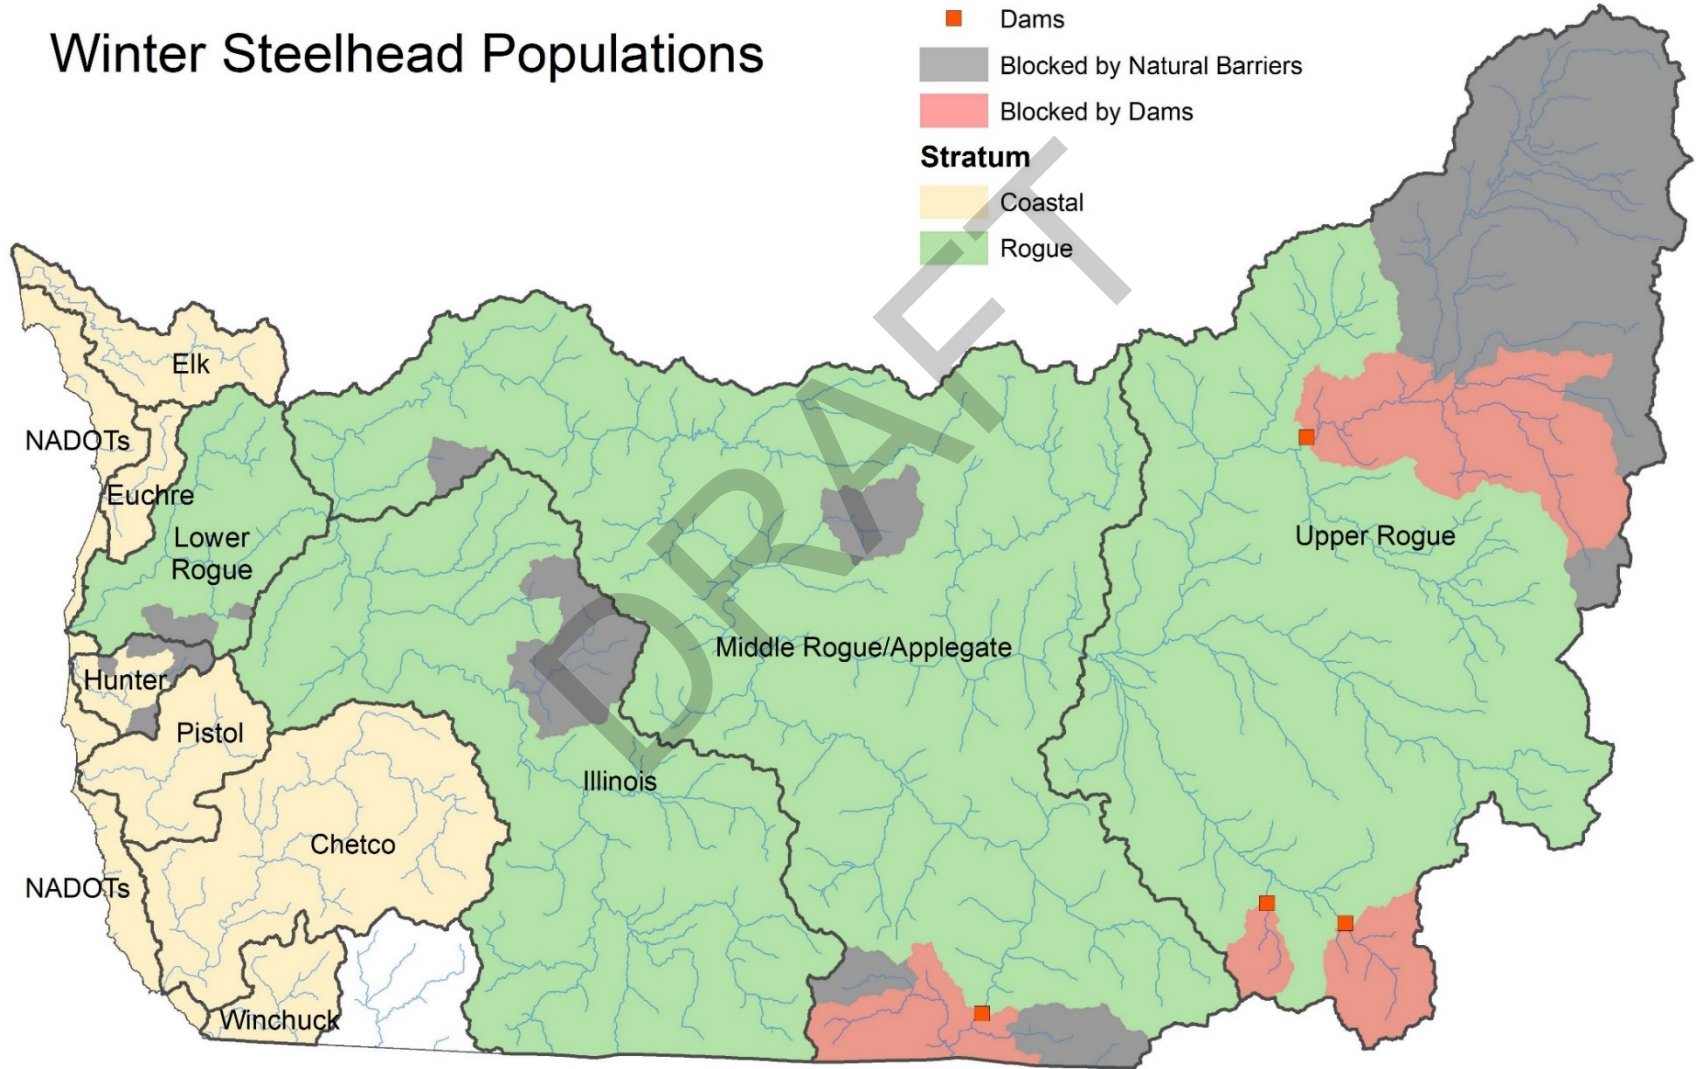 Winter Steelhead Populations
Dams
Blocked by Natural Barriers
Blocked by Dams
Stratum
Coastal
Rogue
DRAFT
Elk
NADOTs
Euchre
Lower
Rogue
Upper Rogue
Middle Rogue/Applegate
Hunter
Pistol
Illinois
Chetco
NADOTs
Winchuck